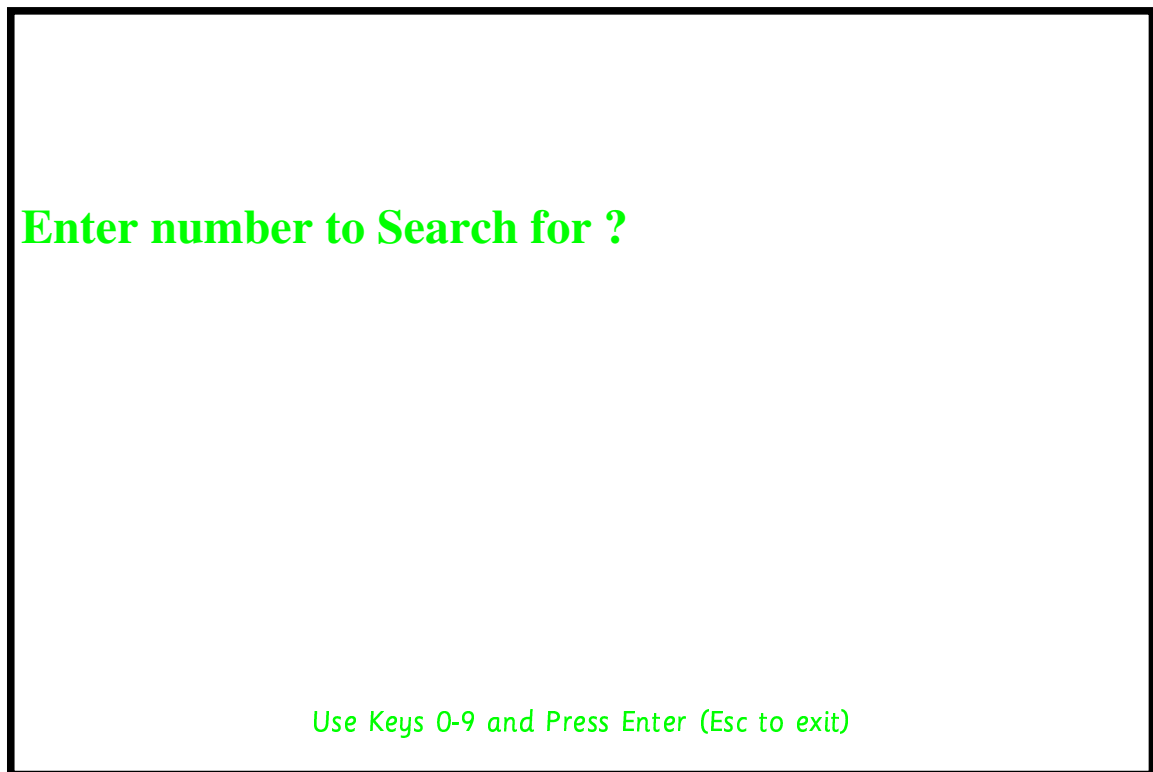 Enter number to Search for ?
Use Keys 0-9 and Press Enter (Esc to exit)